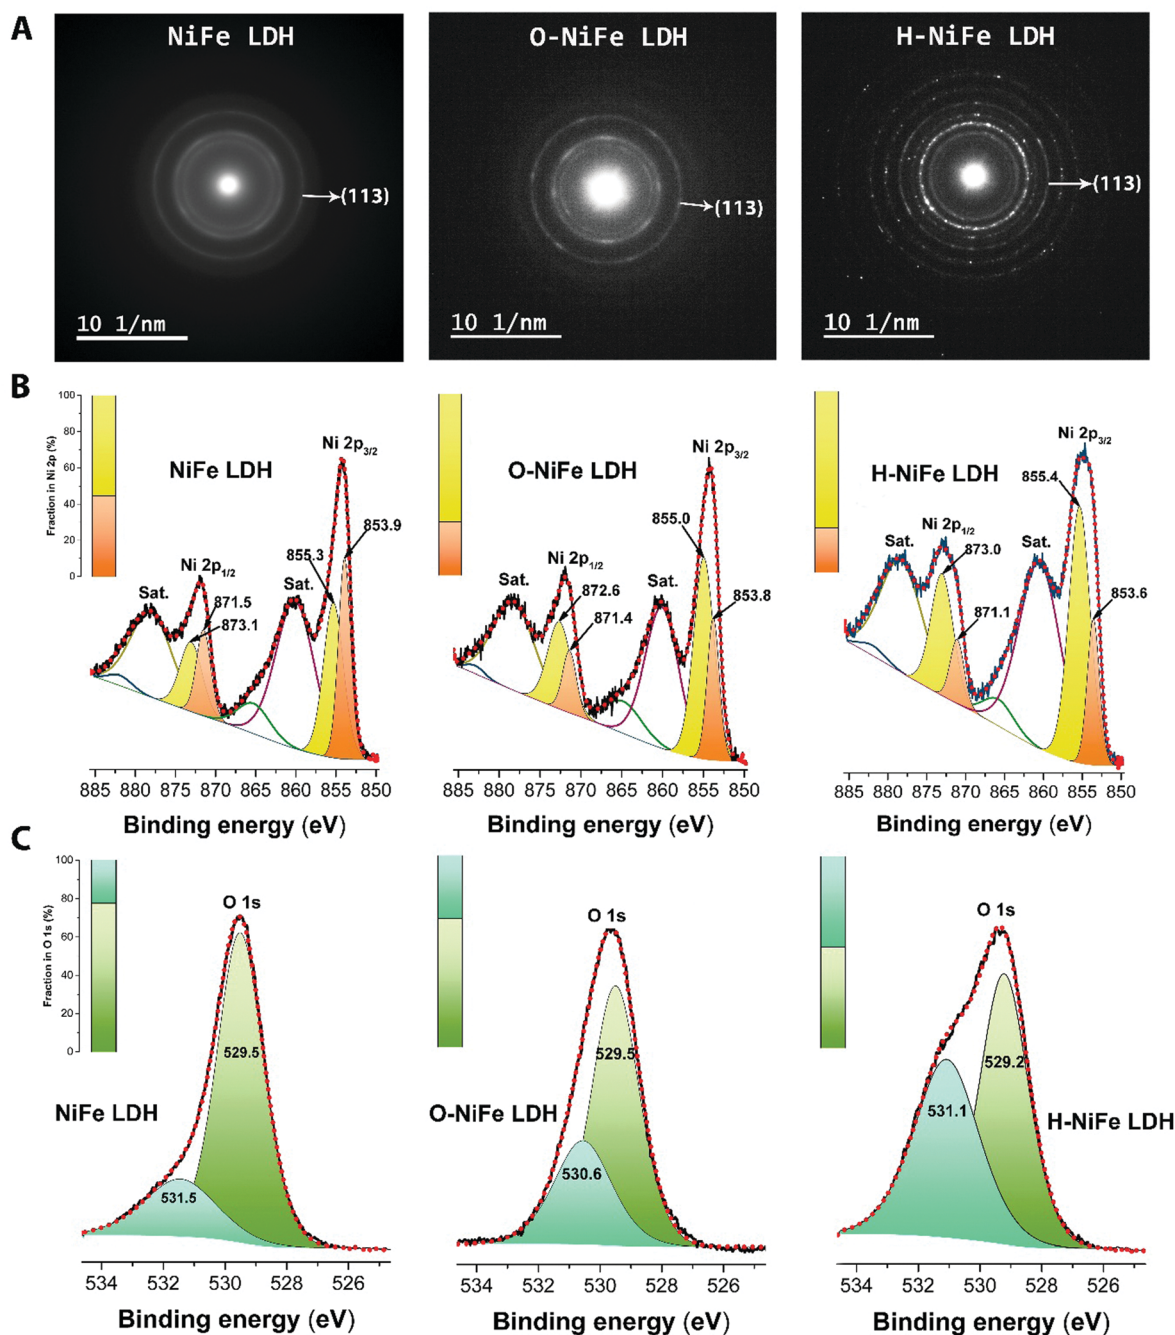 A
NiFe LDH
O-NiFe LDH
H-NiFe LDH
(113)
(113)
(113)
10 1/nm
10 1/nm
10 1/nm
B
Fraction in Ni 2p (%)
100
80
60
40
20
0
NiFe LDH
Ni 2p3/2
855.3
853.9
Sat.
Ni 2p1/2
871.5
873.1
Sat.
885 880 875 870 865 860 855 850
Binding energy (eV)
O-NiFe LDH
Ni 2p3/2
855.0
853.8
Sat.
Ni 2p1/2
872.6
871.4
Sat.
885 880 875 870 865 860 855 850
Binding energy (eV)
H-NiFe LDH
Ni 2p3/2
855.4
853.6
Sat.
Ni 2p1/2
873.0
871.1
Sat.
885 880 875 870 865 860 855 850
Binding energy (eV)
C
Fraction in O 1s (%)
100
80
60
40
20
0
O 1s
529.5
531.5
NiFe LDH
534 532 530 528 526
Binding energy (eV)
O 1s
529.5
530.6
O-NiFe LDH
534 532 530 528 526
Binding energy (eV)
O 1s
529.2
531.1
H-NiFe LDH
534 532 530 528 526
Binding energy (eV)